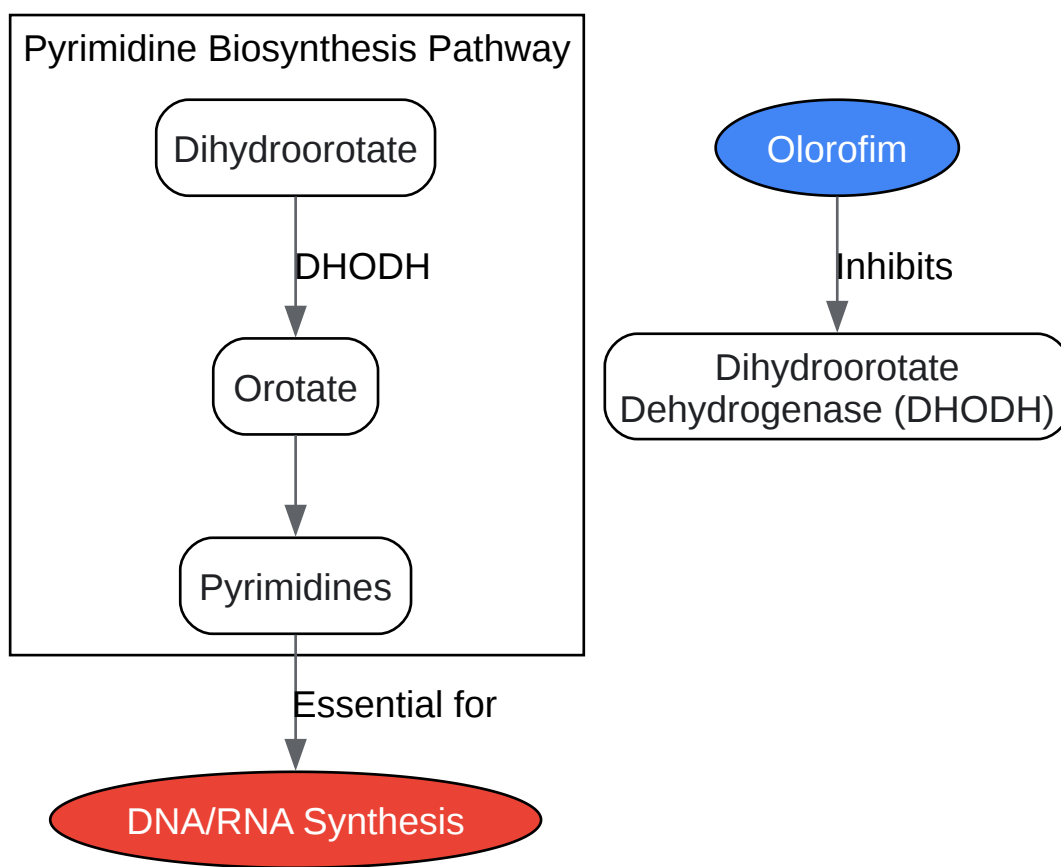 Pyrimidine Biosynthesis Pathway
Dihydroorotate
DHODH
Orotate
Pyrimidines
Essential for
DNA/RNA Synthesis
Olorofim
Inhibits
Dihydroorotate
Dehydrogenase (DHODH)